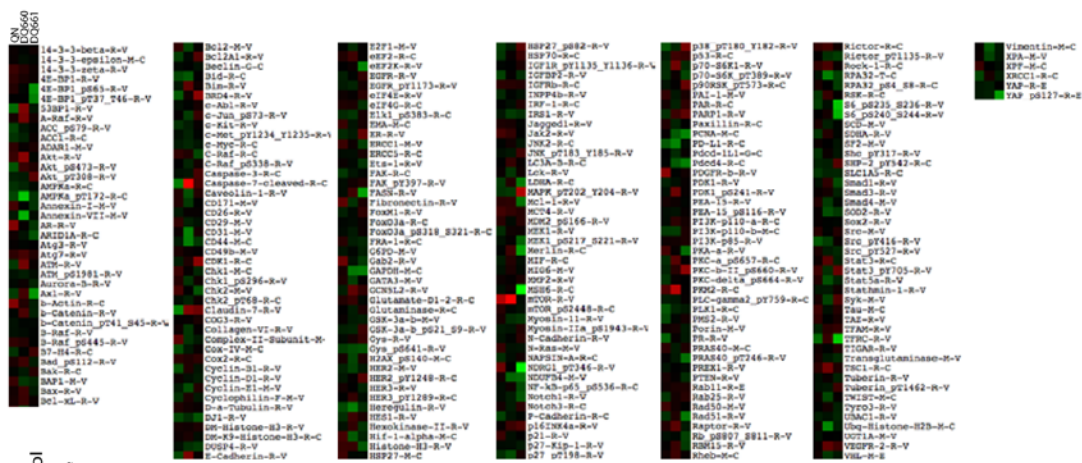 QN
DQ660
DQ661
14-3-3-beta-R-V
14-3-3-epsilon-M-C
14-3-3-zeta-R-V
4E-BP1-R-V
4E-BP1_pS65-R-V
4E-BP1_pT37_T46-R-V
53BP1-R-V
A-Raf-R-V
ACC_pS79-R-V
ACC1-R-C
ADAR1-M-V
Akt-R-V
Akt_pS473-R-V
Akt_pT308-R-V
AMPKa-R-C
AMPKa_pT172-R-C
Annexin-I-M-V
Annexin-VII-M-V
AR-R-V
ARID1A-R-C
Atg3-R-V
Atg7-R-V
ATM-R-V
ATM_pS1981-R-V
Aurora-B-R-V
Axl-R-V
b-Actin-R-C
b-Catenin-R-V
b-Catenin_pT41_S45-R-V
B-Raf-R-V
B-Raf_pS445-R-V
B7-H4-R-C
Bad_pS112-R-V
Bak-R-C
BAP1-M-V
Bax-R-V
Bcl-xL-R-V
Bcl2-M-V
Bcl2A1-R-V
Beclin-G-C
Bid-R-C
Bim-R-V
BRD4-R-V
c-Abl-R-V
c-Jun_pS73-R-V
c-Kit-R-V
c-Met_pY1234_Y1235-R-V
c-Myc-R-C
C-Raf-R-C
C-Raf_pS338-R-V
Caspase-3-R-C
Caspase-7-cleaved-R-C
Caveolin-1-R-V
CD171-M-V
CD26-R-V
CD29-M-V
CD31-M-V
CD44-M-C
CD49b-M-V
CDK1-R-C
Chk1-M-C
Chk1_pS296-R-V
Chk2-M-V
Chk2_pT68-R-C
Claudin-7-R-V
COG3-R-V
Collagen-VI-R-V
Complex-II-Subunit-M-
Cox-IV-M-C
Cox2-R-C
Cyclin-B1-R-V
Cyclin-D1-R-V
Cyclin-E1-M-V
Cyclophilin-F-M-V
D-a-Tubulin-R-V
DJ1-R-V
DM-Histone-H3-R-V
DM-K9-Histone-H3-R-C
DUSP4-R-V
E-Cadherin-R-V
E2F1-M-V
eEF2-R-C
eEF2K-R-V
EGFR-R-V
EGFR_pY1173-R-V
eIF4E-R-V
eIF4G-R-C
Elk1_pS383-R-C
EMA-M-C
ER-R-V
ERCC1-M-V
ERCC5-R-C
Ets-1-R-V
FAK-R-C
FAK_pY397-R-V
FASN-R-V
Fibronectin-R-V
FoxM1-R-V
FoxO3a-R-C
FoxO3a_pS318_S321-R-C
FRA-1-R-C
G6PD-M-V
Gab2-R-V
GAPDH-M-C
GATA3-M-V
GCN5L2-R-V
Glutamate-D1-2-R-C
Glutaminase-R-C
GSK-3a-b-M-V
GSK-3a-b_pS21_S9-R-V
Gys-R-V
Gys_pS641-R-V
H2AX_pS140-M-C
HER2-M-V
HER2_pY1248-R-C
HER3-R-V
HER3_pY1289-R-C
Heregulin-R-V
HES1-R-V
Hexokinase-II-R-V
Hif-1-alpha-M-C
Histone-H3-R-V
HSP27-M-C
HSP27_pS82-R-V
HSP70-R-C
IGF1R_pY1135_Y1136-R-V
IGFBP2-R-V
IGFRb-R-C
INPP4b-R-V
IRF-1-R-C
IRS1-R-V
Jagged1-R-V
Jak2-R-V
JNK2-R-C
JNK_pT183_Y185-R-V
LC3A-B-R-C
Lck-R-V
LDHA-R-C
MAPK_pT202_Y204-R-V
Mcl-1-R-V
MCT4-R-V
MDM2_pS166-R-V
MEK1-R-V
MEK1_pS217_S221-R-V
Merlin-R-C
MIF-R-C
MIG6-M-V
MMP2-R-V
MSH6-R-C
mTOR-R-V
mTOR_pS2448-R-C
Myosin-11-R-V
Myosin-IIa_pS1943-R-V
N-Cadherin-R-V
N-Ras-M-V
NAPSIN-A-R-C
NDRG1_pT346-R-V
NDUFB4-M-V
NF-kB-p65_pS536-R-C
Notch1-R-V
Notch3-R-C
P-Cadherin-R-C
p16INK4a-R-V
p21-R-V
p27-Kip-1-R-V
p27_pT198-R-V
p38_pT180_Y182-R-V
p53-R-C
p70-S6K1-R-V
p70-S6K_pT389-R-V
p90RSK_pT573-R-C
PAI-1-M-V
PAR-R-C
PARP1-R-V
Paxillin-R-C
PCNA-M-C
PD-L1-R-C
Pdcd-1L1-G-C
Pdcd4-R-C
PDGFR-b-R-V
PDK1-R-V
PDK1_pS241-R-V
PEA-15-R-V
PEA-15_pS116-R-V
PI3K-p110-a-R-C
PI3K-p110-b-M-C
PI3K-p85-R-V
PKA-a-R-V
PKC-a_pS657-R-C
PKC-b-II_pS660-R-V
PKC-delta_pS664-R-V
PKM2-R-C
PLC-gamma2_pY759-R-C
PLK1-R-C
PMS2-R-V
Porin-M-V
PR-R-V
PRAS40-M-C
PRAS40_pT246-R-V
PREX1-R-V
PTEN-R-V
Rab11-R-E
Rab25-R-V
Rad50-M-V
Rad51-R-V
Raptor-R-V
Rb_pS807_S811-R-V
RBM15-R-V
Rheb-M-C
Rictor-R-C
Rictor_pT1135-R-V
Rock-1-R-C
RPA32-T-C
RPA32_pS4_S8-R-C
RSK-R-C
S6_pS235_S236-R-V
S6_pS240_S244-R-V
SCD-M-V
SDHA-R-V
SF2-M-V
Shc_pY317-R-V
SHP-2_pY542-R-C
SLC1A5-R-C
Smad1-R-V
Smad3-R-V
Smad4-M-V
SOD2-R-V
Sox2-R-V
Src-M-V
Src_pY416-R-V
Src_pY527-R-V
Stat3-R-C
Stat3_pY705-R-V
Stat5a-R-V
Stathmin-1-R-V
Syk-M-V
Tau-M-C
TAZ-R-V
TFAM-R-V
TFRC-R-V
TIGAR-R-V
Transglutaminase-M-V
TSC1-R-C
Tuberin-R-V
Tuberin_pT1462-R-V
TWIST-M-C
Tyro3-R-V
UBAC1-R-V
Ubq-Histone-H2B-M-C
UGT1A-M-V
VEGFR-2-R-V
VHL-M-E
Vimentin-M-C
XPA-M-V
XPF-M-C
XRCC1-R-C
YAP-R-E
YAP_pS127-R-E